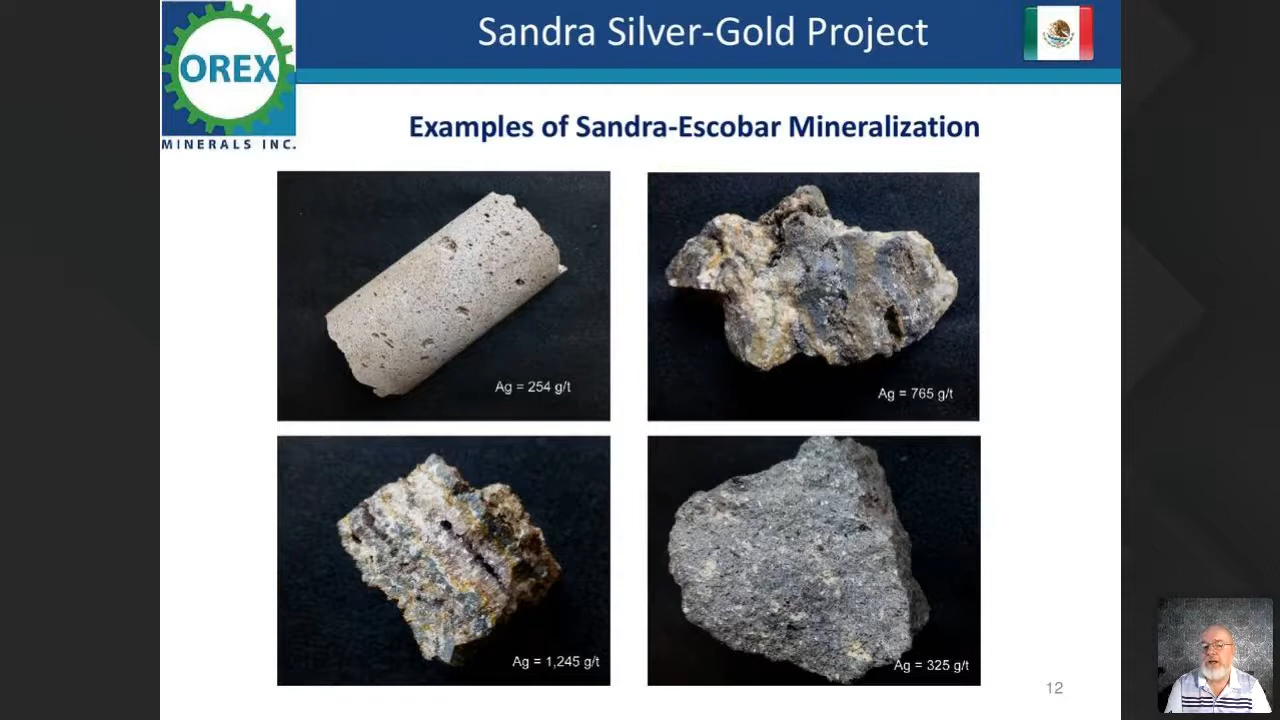 Sandra Silver-Gold Project
OREX
MINERALS INC.
Examples of Sandra-Escobar Mineralization
Ag = 254 g/t
Ag = 765 g/t
Ag = 1,245 g/t
Ag = 325 g/t
12